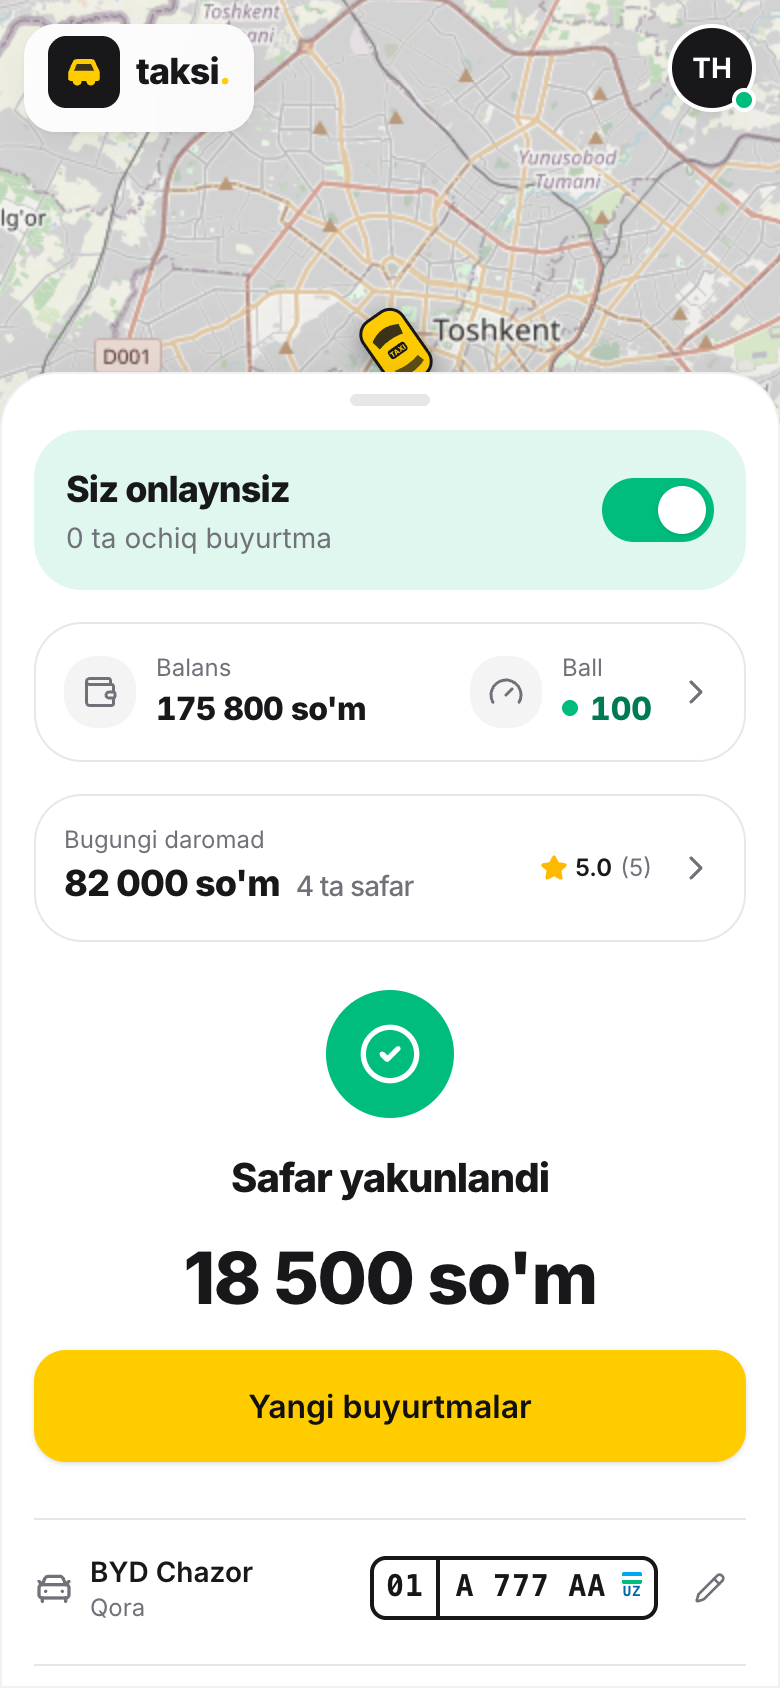 Toshkent
ani
taksi.
TH
Yunusobod
Tumani
lg'or
D001
TAXI
Toshkent
Siz onlaynsiz
0 ta ochiq buyurtma
Balans
175 800 so'm
Ball
100
Bugungi daromad
82 000 so'm 4 ta safar
5.0 (5)
Safar yakunlandi
18 500 so'm
Yangi buyurtmalar
BYD Chazor
Qora
01 A 777 AA UZ